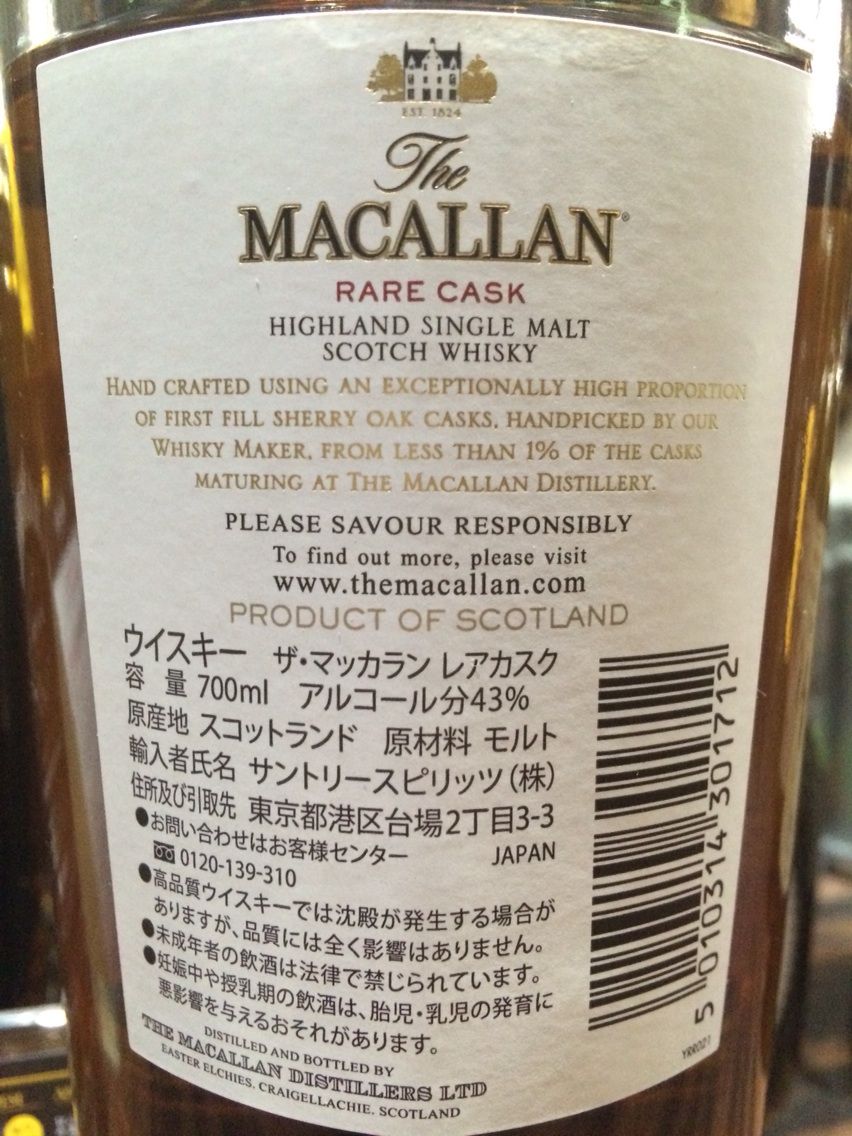 EST. 1824
The
MACALLAN®
RARE CASK
HIGHLAND SINGLE MALT
SCOTCH WHISKY
HAND CRAFTED USING AN EXCEPTIONALLY HIGH PROPORTION
OF FIRST FILL SHERRY OAK CASKS, HANDPICKED BY OUR
WHISKY MAKER, FROM LESS THAN 1% OF THE CASKS
MATURING AT THE MACALLAN DISTILLERY.
PLEASE SAVOUR RESPONSIBLY
To find out more, please visit
www.themacallan.com
PRODUCT OF SCOTLAND
ウイスキー ザ・マッカラン レアカスク
容 量 700ml アルコール分43%
原産地 スコットランド 原材料 モルト
輸入者氏名 サントリースピリッツ(株)
住所及び引取先 東京都港区台場2丁目3-3
●お問い合わせはお客様センター JAPAN
0120-139-310
●高品質ウイスキーでは沈殿が発生する場合が
ありますが、品質には全く影響はありません。
●未成年者の飲酒は法律で禁じられています。
●妊娠中や授乳期の飲酒は、胎児・乳児の発育に
悪影響を与えるおそれがあります。
DISTILLED AND BOTTLED BY
THE MACALLAN DISTILLERS LTD
EASTER ELCHIES, CRAIGELLACHIE, SCOTLAND
5 010314 301712
YRR021